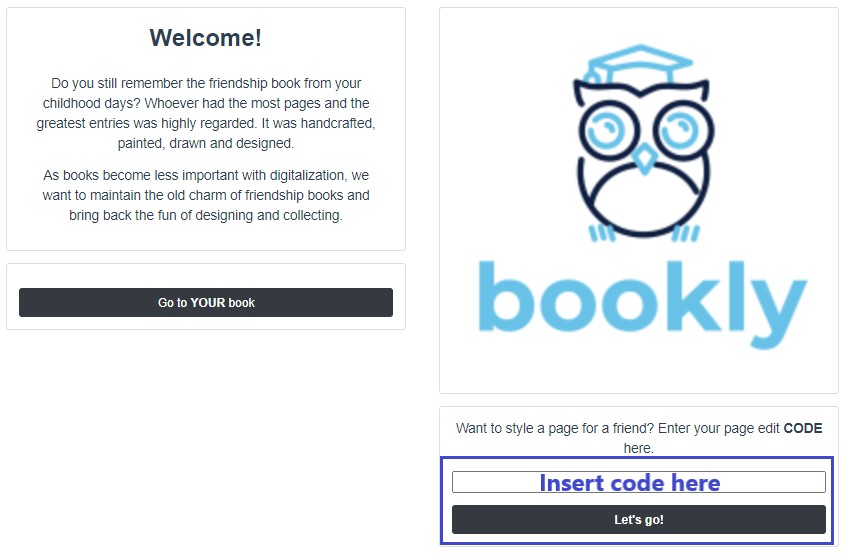 Welcome!
Do you still remember the friendship book from your
childhood days? Whoever had the most pages and the
greatest entries was highly regarded. It was handcrafted,
painted, drawn and designed.
As books become less important with digitalization, we
want to maintain the old charm of friendship books and
bring back the fun of designing and collecting.
Go to YOUR book
bookly
Want to style a page for a friend? Enter your page edit CODE
here.
Insert code here
Let's go!